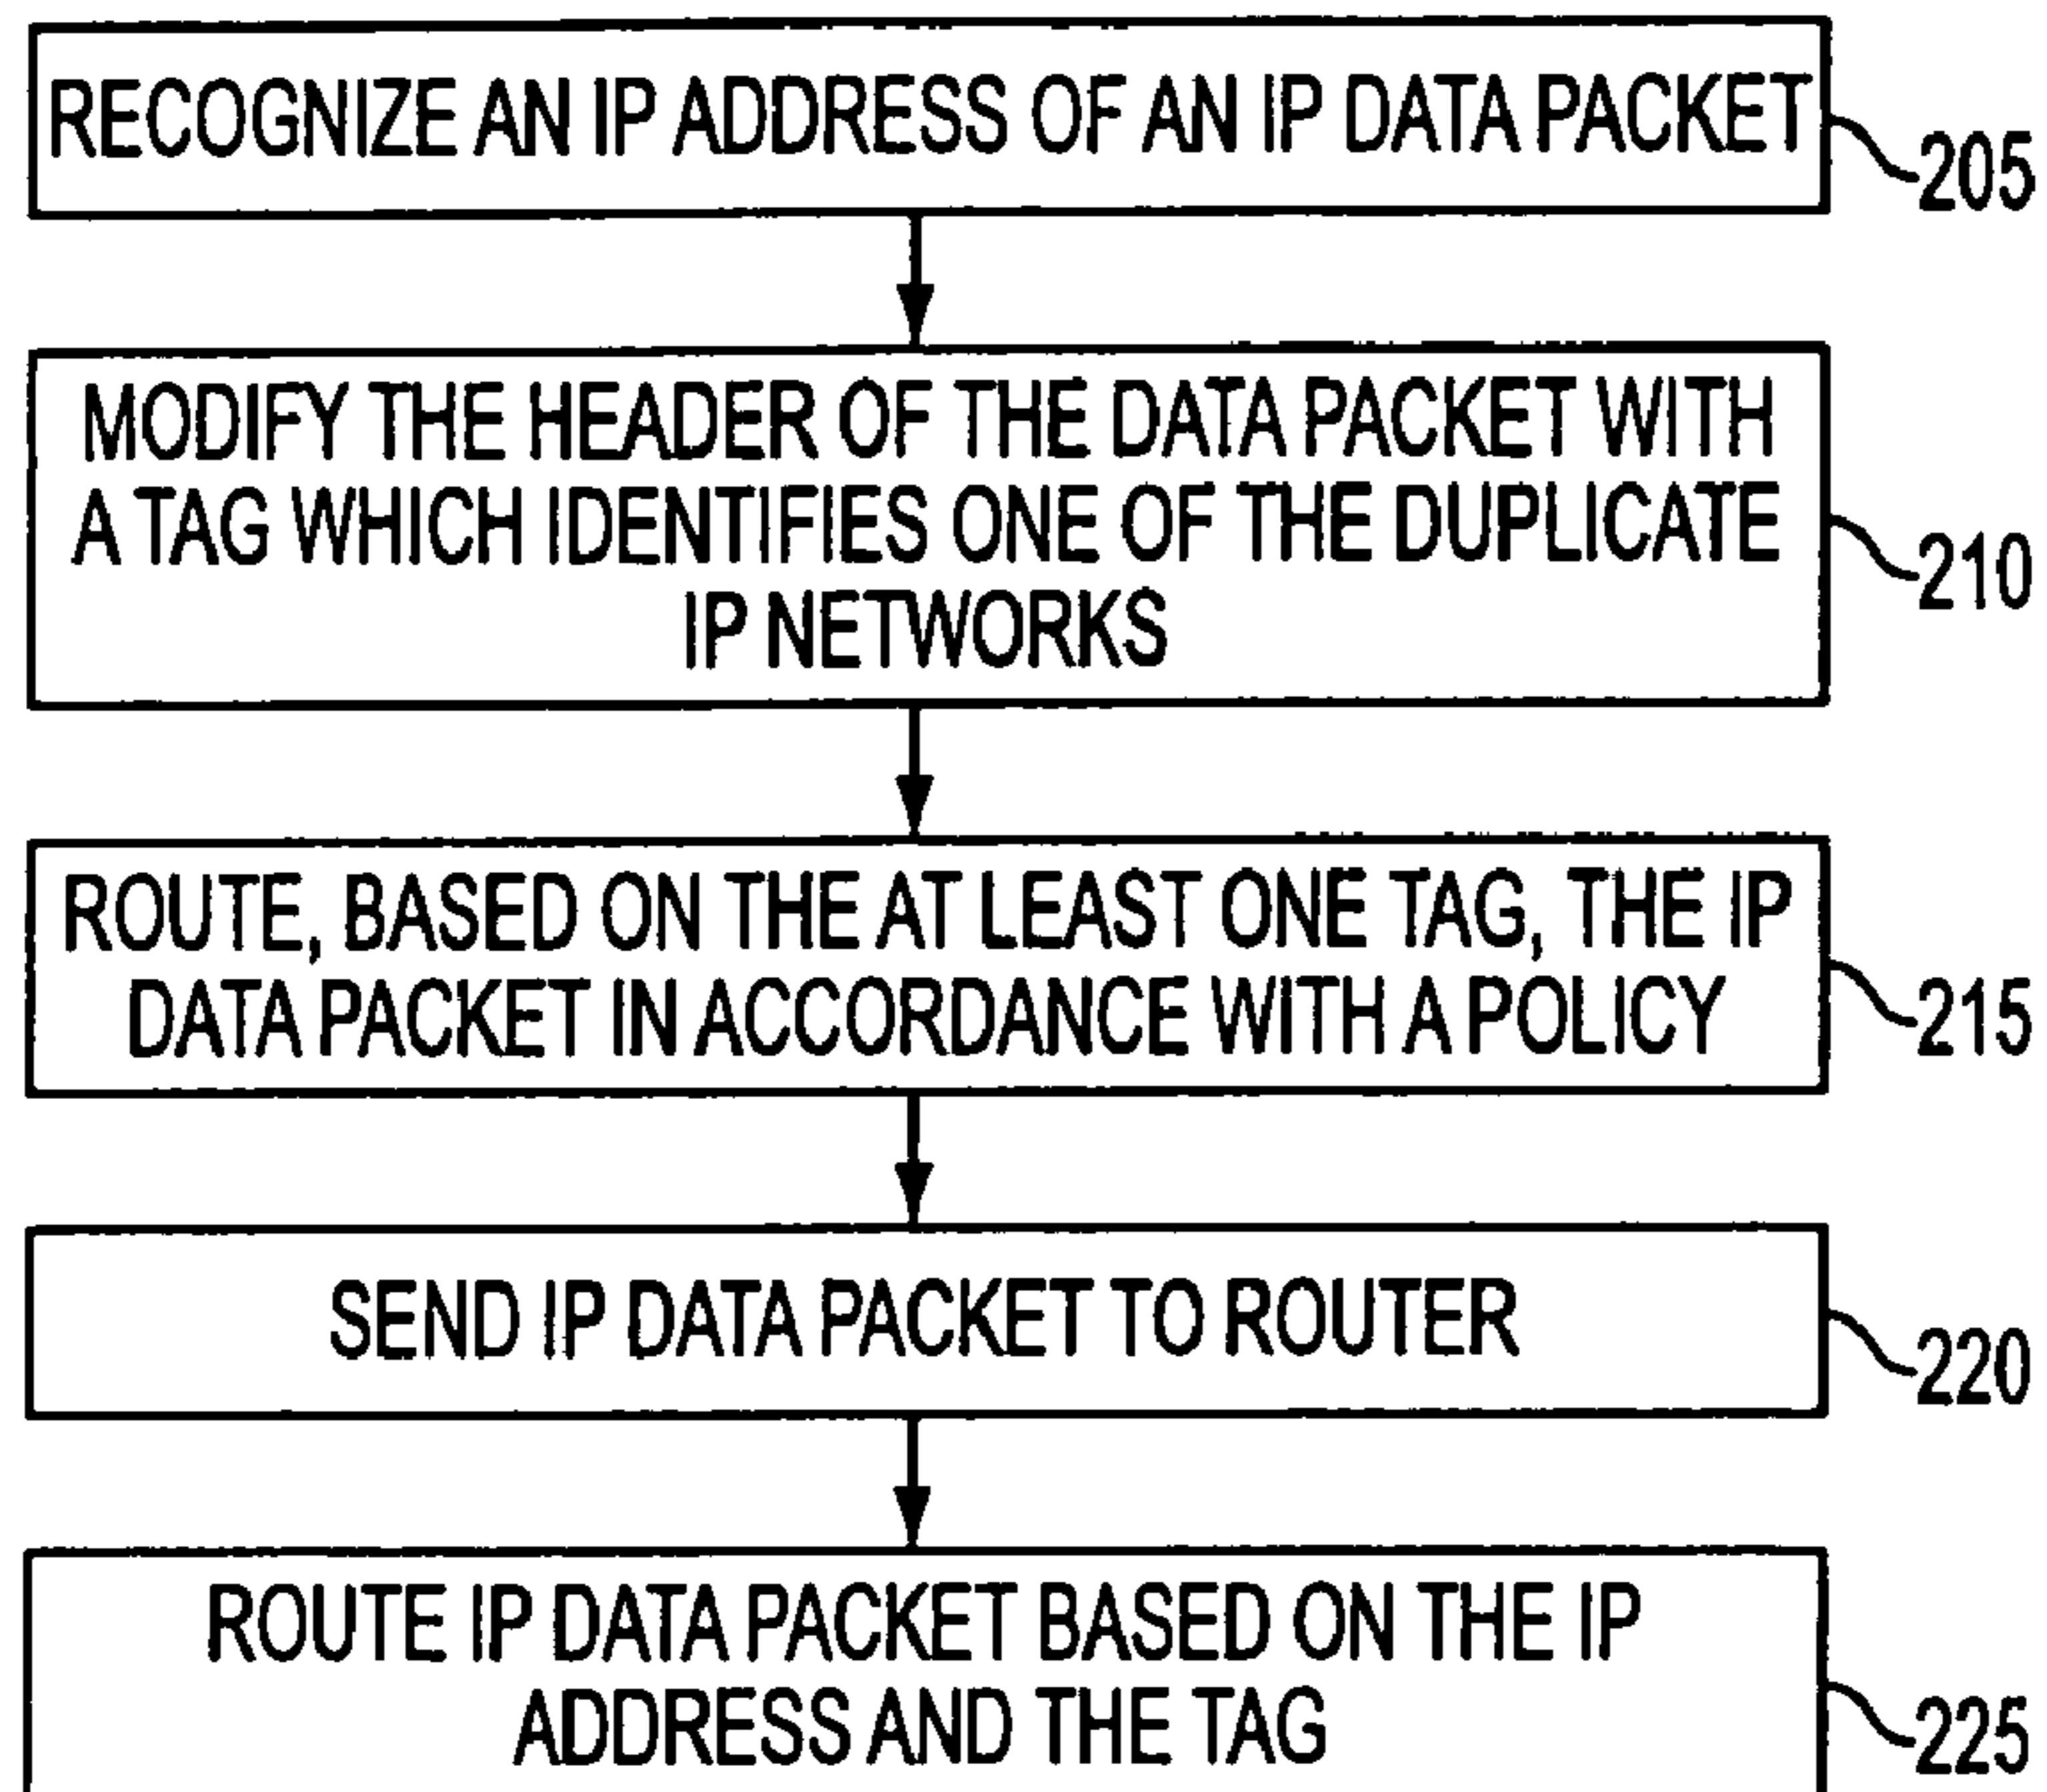 RECOGNIZE AN IP ADDRESS OF AN IP DATA PACKET
205
MODIFY THE HEADER OF THE DATA PACKET WITH
A TAG WHICH IDENTIFIES ONE OF THE DUPLICATE
IP NETWORKS
210
ROUTE, BASED ON THE AT LEAST ONE TAG, THE IP
DATA PACKET IN ACCORDANCE WITH A POLICY
215
SEND IP DATA PACKET TO ROUTER
220
ROUTE IP DATA PACKET BASED ON THE IP
ADDRESS AND THE TAG
225